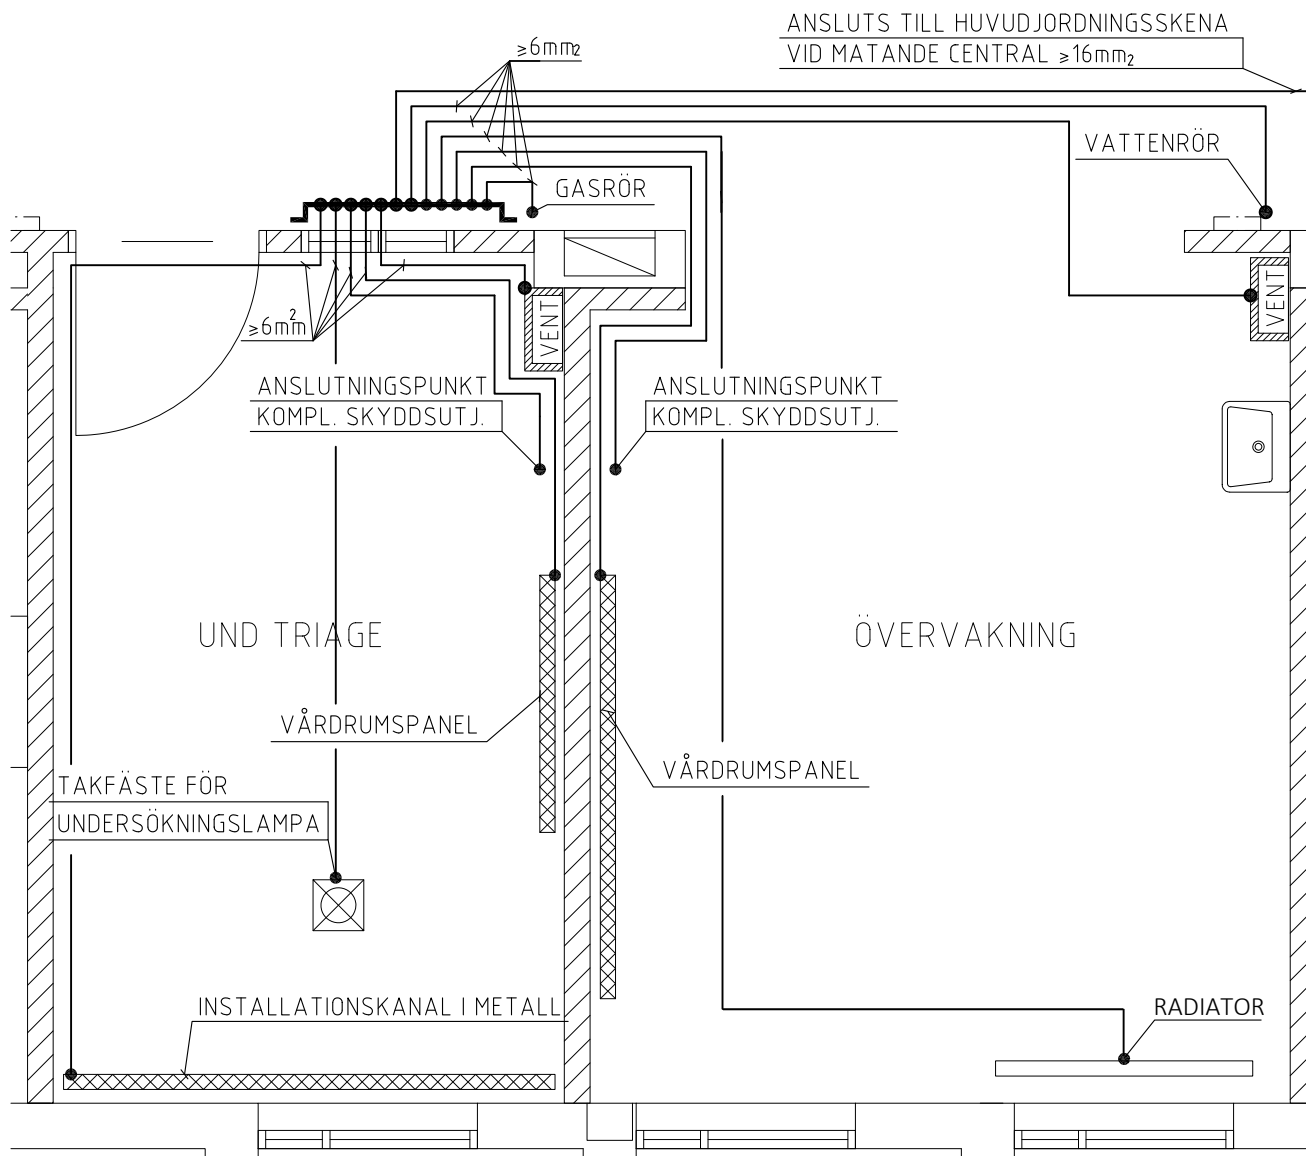 ANSLUTS TILL HUVUDJORDNINGSSKENA
VID MATANDE CENTRAL ≥16mm₂
≥6mm₂
VATTENRÖR
GASRÖR
≥6mm²
VENT
VENT
ANSLUTNINGSPUNKT
KOMPL. SKYDDSUTJ.
ANSLUTNINGSPUNKT
KOMPL. SKYDDSUTJ.
UND TRIAGE
ÖVERVAKNING
VÅRDRUMSPANEL
VÅRDRUMSPANEL
TAKFÄSTE FÖR
UNDERSÖKNINGSLAMPA
INSTALLATIONSKANAL I METALL
RADIATOR